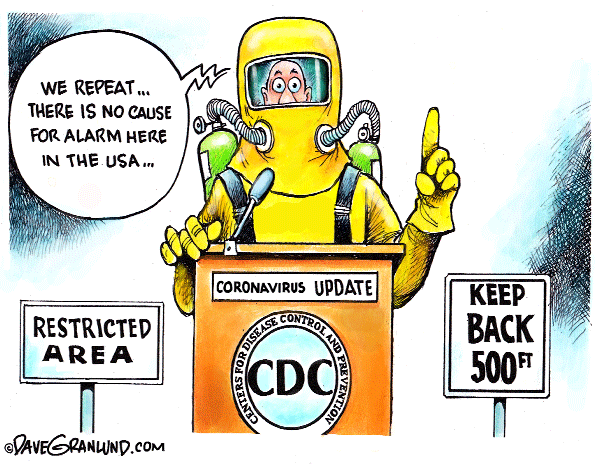 WE REPEAT...
THERE IS NO CAUSE
FOR ALARM HERE
IN THE USA...
CORONAVIRUS UPDATE
CENTERS FOR DISEASE CONTROL AND PREVENTION
CDC
RESTRICTED
AREA
KEEP
BACK
500FT
©DAVEGRANLUND.COM